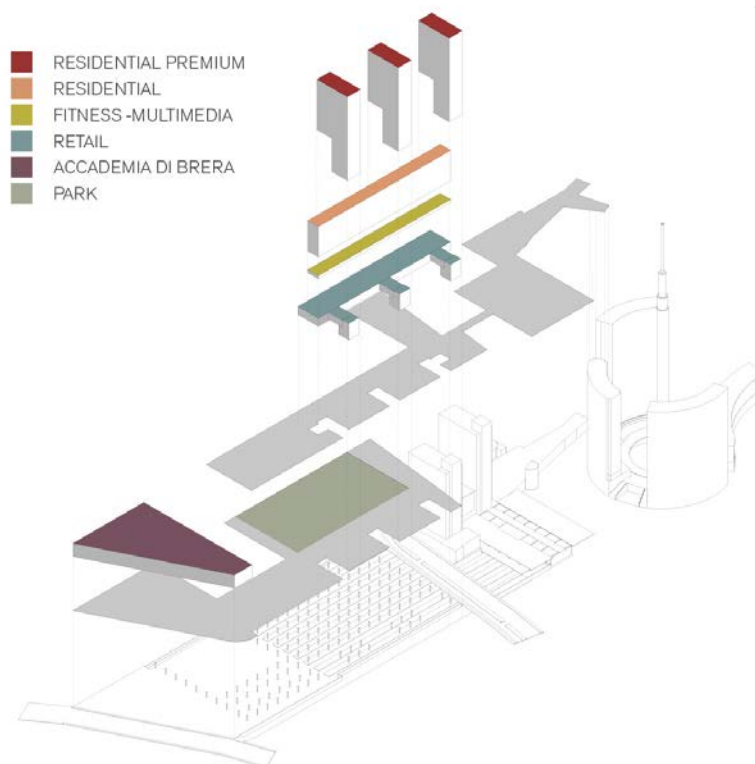 RESIDENTIAL PREMIUM
RESIDENTIAL
FITNESS -MULTIMEDIA
RETAIL
ACCADEMIA DI BRERA
PARK